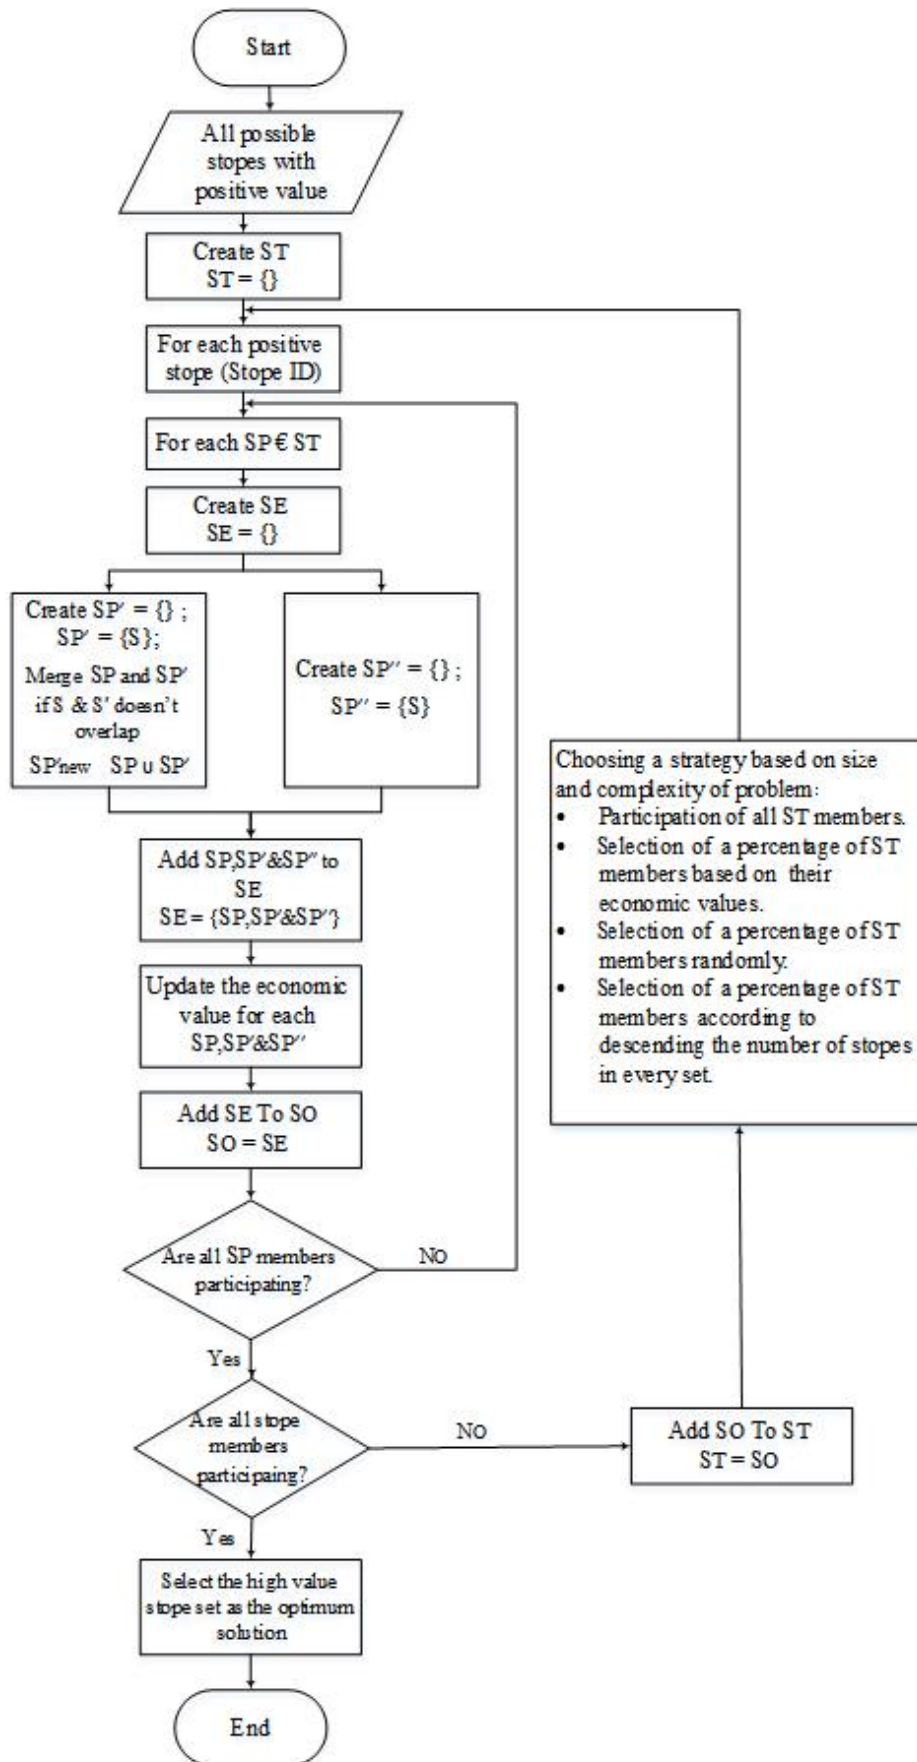 Start
All possible
stopes with
positive value
Create ST
ST = {}
For each positive
stope (Stope ID)
For each SP € ST
Create SE
SE = {}
Create SP′ = {} ;
SP′ = {S};
Merge SP and SP′
if S & S′ doesn't
overlap
SP′new SP u SP′
Create SP′′ = {} ;
SP′′ = {S}
Add SP,SP′&SP′′ to
SE
SE = {SP,SP′&SP′′}
Update the economic
value for each
SP,SP′&SP′′
Add SE To SO
SO = SE
Are all SP members
participating?
No
Yes
Are all stope
members
participaing?
No
Yes
Add SO To ST
ST = SO
Choosing a strategy based on size
and complexity of problem:
• Participation of all ST members.
• Selection of a percentage of ST
members based on their
economic values.
• Selection of a percentage of ST
members randomly.
• Selection of a percentage of ST
members according to
descending the number of stopes
in every set.
Select the high value
stope set as the optimum
solution
End